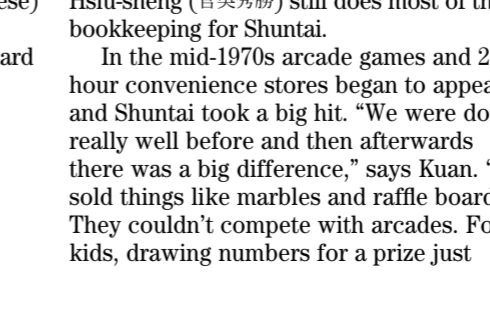 ese)
ard
Hsiu-sheng (官吳秀勝) still does most of th
bookkeeping for Shuntai.
In the mid-1970s arcade games and 2
hour convenience stores began to appea
and Shuntai took a big hit. “We were do
really well before and then afterwards
there was a big difference,” says Kuan. “
sold things like marbles and raffle board
They couldn’t compete with arcades. Fo
kids, drawing numbers for a prize just